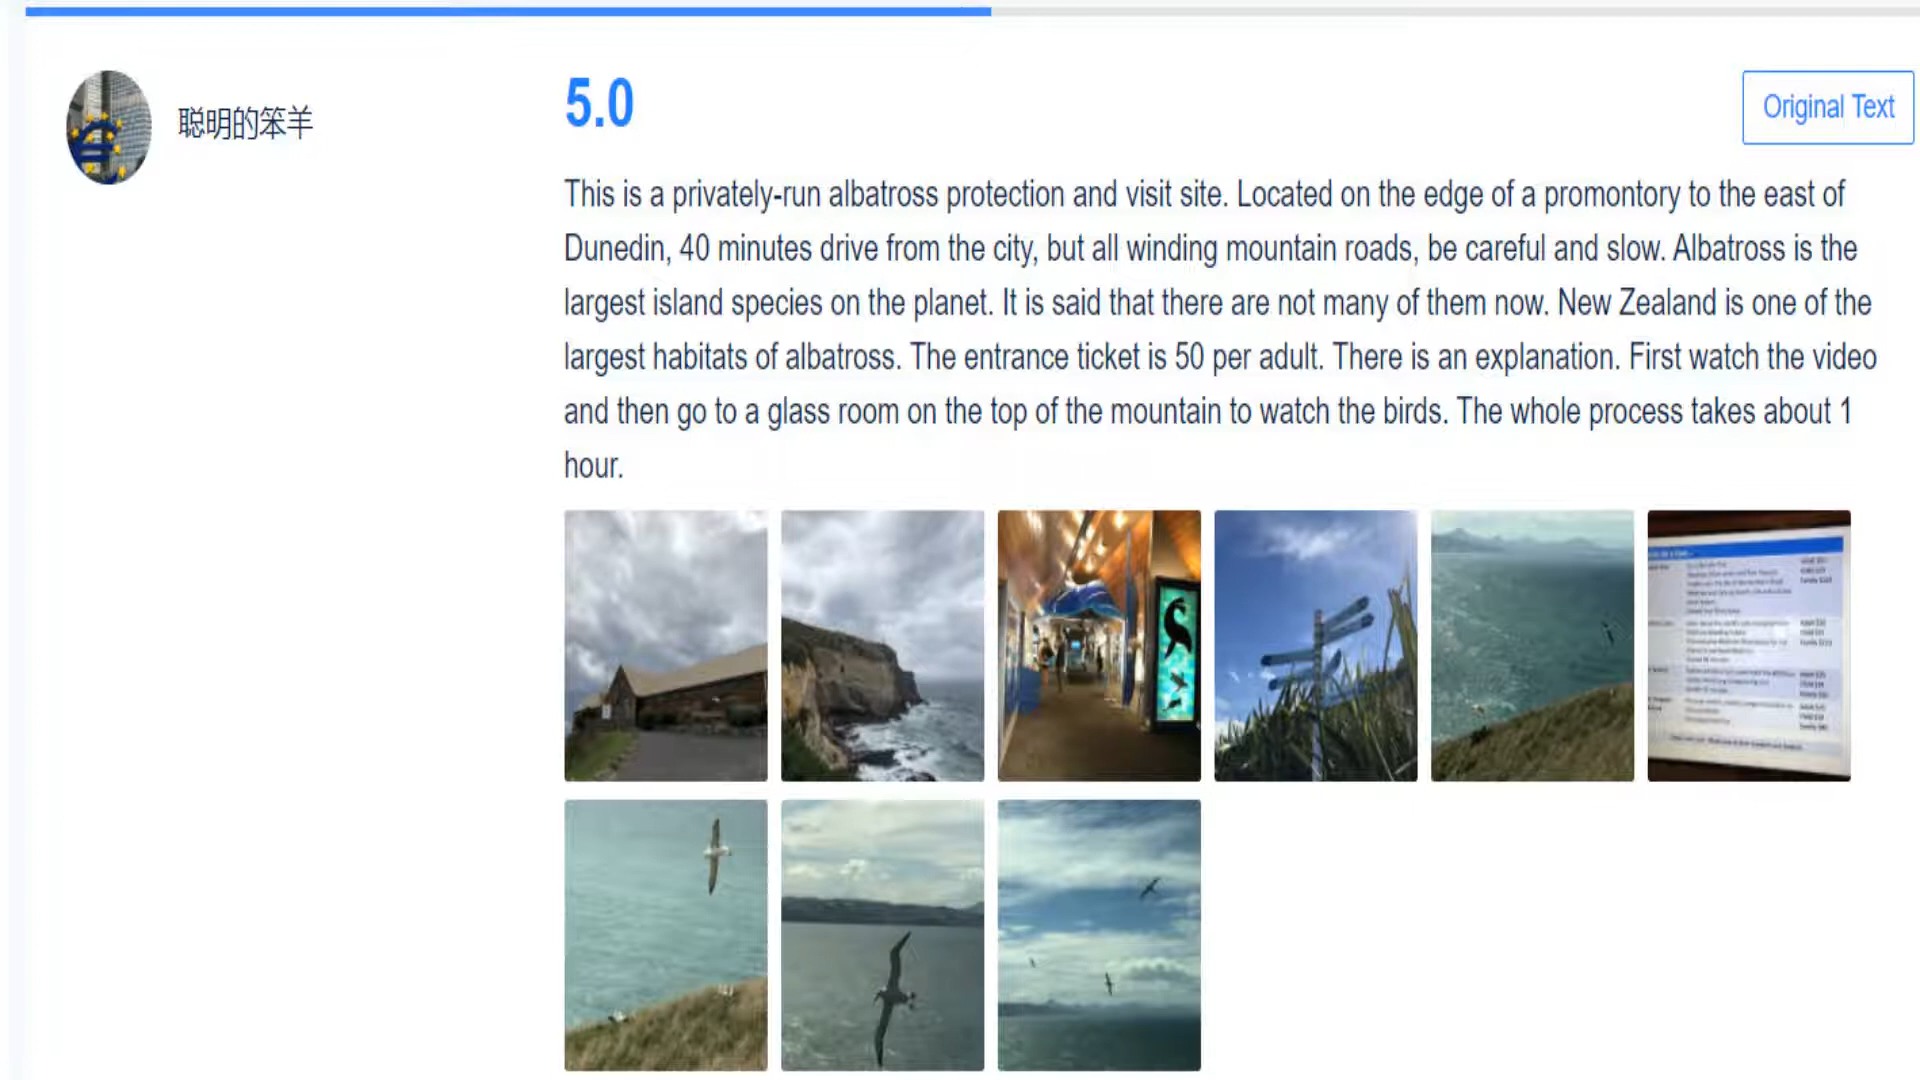 聪明的笨羊
5.0
Original Text
This is a privately-run albatross protection and visit site. Located on the edge of a promontory to the east of
Dunedin, 40 minutes drive from the city, but all winding mountain roads, be careful and slow. Albatross is the
largest island species on the planet. It is said that there are not many of them now. New Zealand is one of the
largest habitats of albatross. The entrance ticket is 50 per adult. There is an explanation. First watch the video
and then go to a glass room on the top of the mountain to watch the birds. The whole process takes about 1
hour.